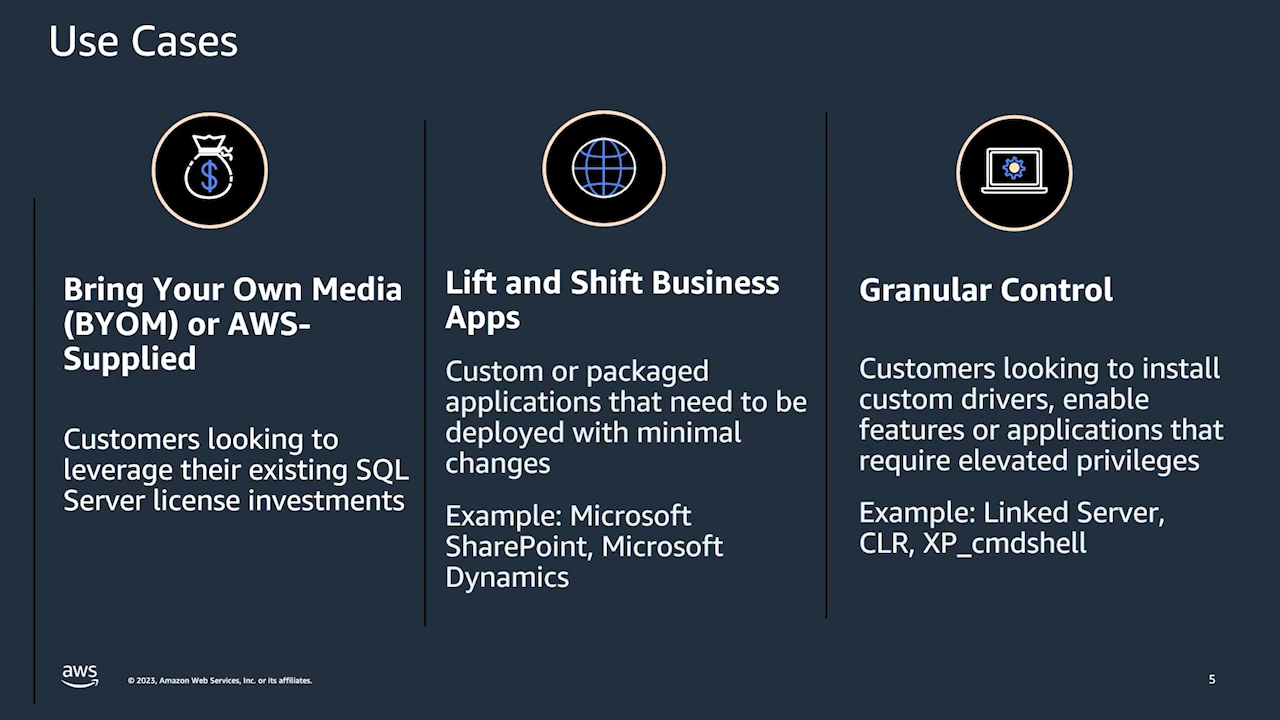 Use Cases
$
Bring Your Own Media
(BYOM) or AWS-
Supplied
Customers looking to
leverage their existing SQL
Server license investments
Lift and Shift Business
Apps
Custom or packaged
applications that need to be
deployed with minimal
changes
Example: Microsoft
SharePoint, Microsoft
Dynamics
Granular Control
Customers looking to install
custom drivers, enable
features or applications that
require elevated privileges
Example: Linked Server,
CLR, XP_cmdshell
aws
© 2023, Amazon Web Services, Inc. or its affiliates.
5